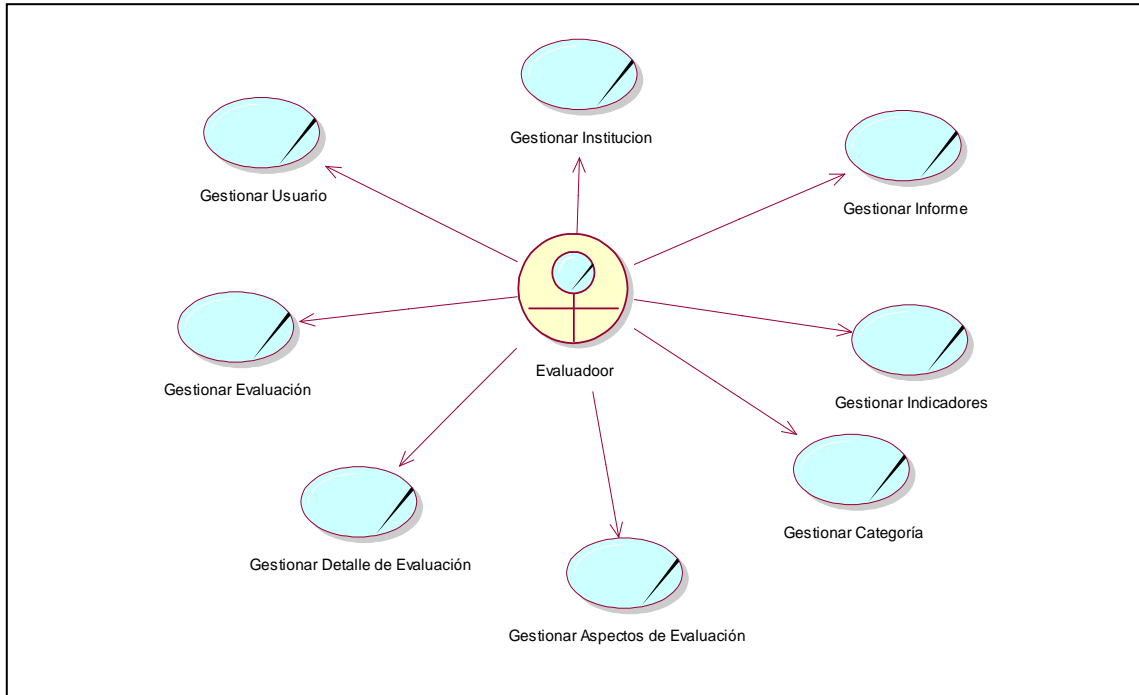 Gestionar Institucion
Gestionar Usuario
Gestionar Informe
Evaluadoor
Gestionar Evaluación
Gestionar Indicadores
Gestionar Categoría
Gestionar Detalle de Evaluación
Gestionar Aspectos de Evaluación